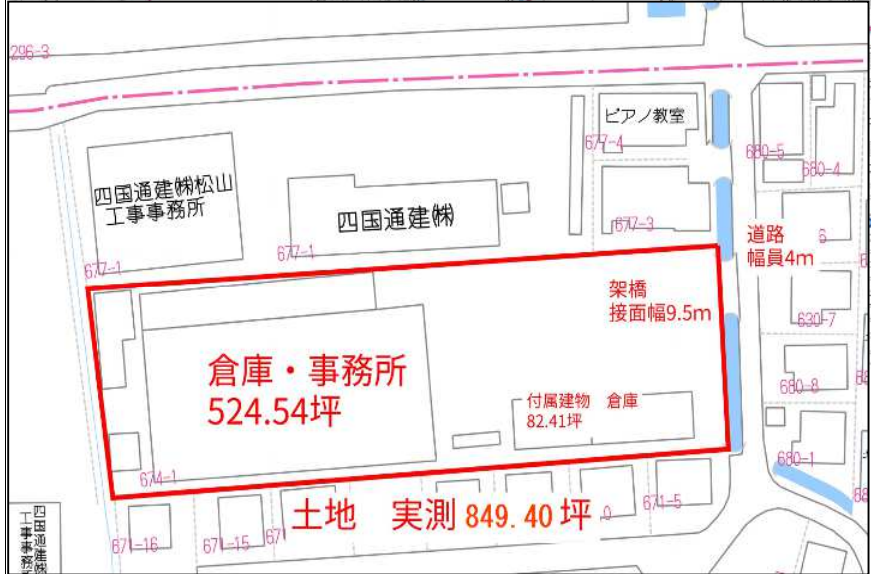 296-3
ピアノ教室
677-4
680-5
680-4
四国通建㈱松山
工事事務所
四国通建㈱
677-3
道路
幅員4m
6
677-1
677-1
架橋
接面幅9.5m
630-7
倉庫・事務所
524.54坪
付属建物 倉庫
82.41坪
680-8
674-1
680-1
土地 実測 849.40 坪
671-5
671-16
671-15
671
四国通建㈱
工事事務所